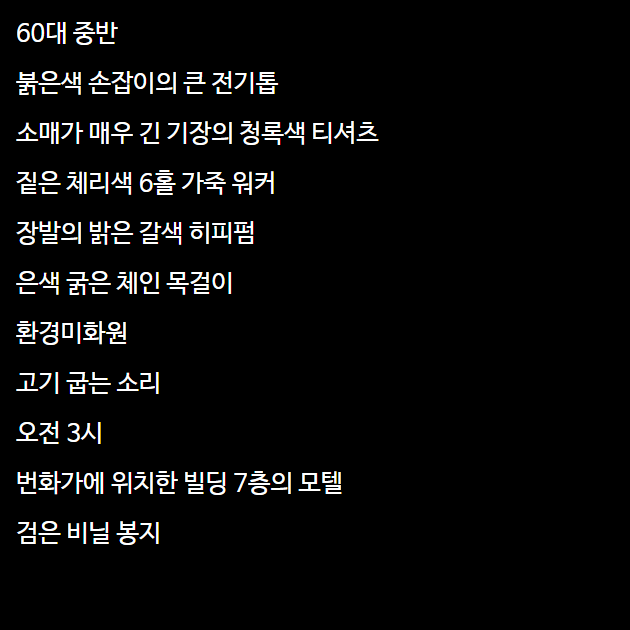 60대 중반
붉은색 손잡이의 큰 전기톱
소매가 매우 긴 기장의 청록색 티셔츠
짙은 체리색 6홀 가죽 워커
장발의 밝은 갈색 히피펌
은색 굵은 체인 목걸이
환경미화원
고기 굽는 소리
오전 3시
번화가에 위치한 빌딩 7층의 모텔
검은 비닐 봉지